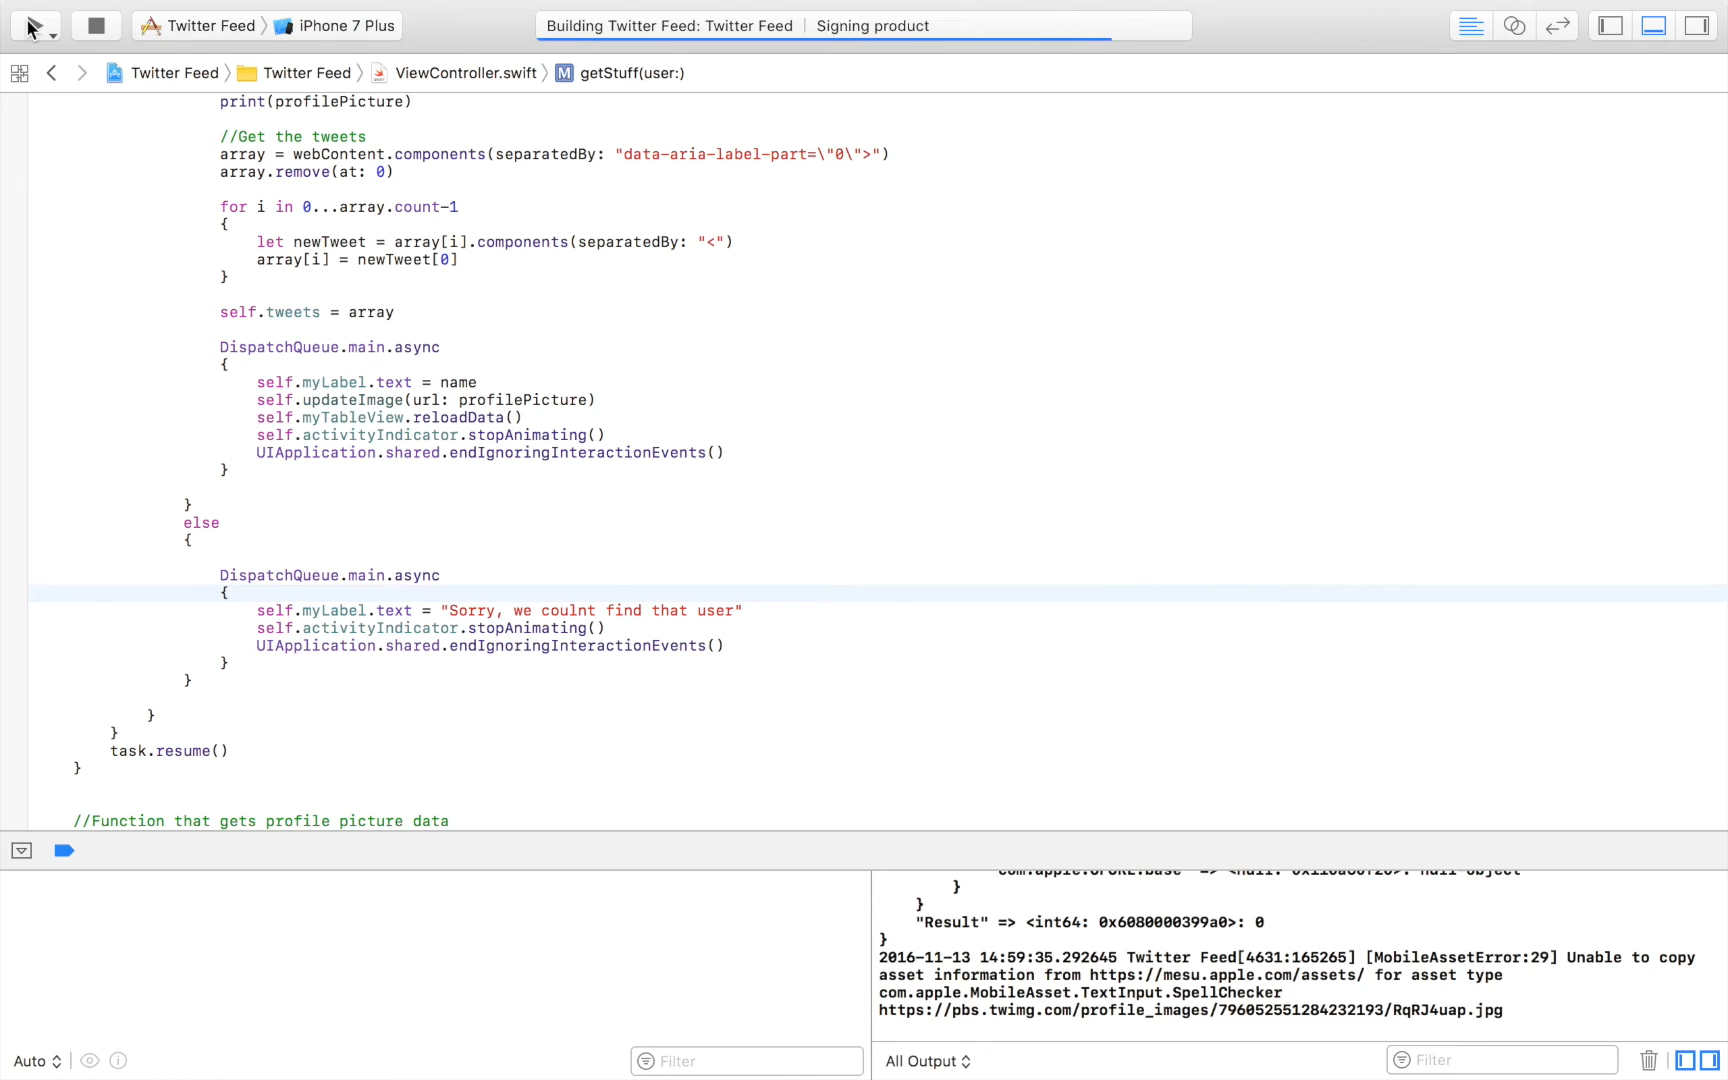 Twitter Feed iPhone 7 Plus Building Twitter Feed: Twitter Feed Signing product
Twitter Feed Twitter Feed ViewController.swift M getStuff(user:)
print(profilePicture)
//Get the tweets
array = webContent.components(separatedBy: "data-aria-label-part=\"0\">")
array.remove(at: 0)
for i in 0...array.count-1
{
let newTweet = array[i].components(separatedBy: "<")
array[i] = newTweet[0]
}
self.tweets = array
DispatchQueue.main.async
{
self.myLabel.text = name
self.updateImage(url: profilePicture)
self.myTableView.reloadData()
self.activityIndicator.stopAnimating()
UIApplication.shared.endIgnoringInteractionEvents()
}
}
else
{
DispatchQueue.main.async
{
self.myLabel.text = "Sorry, we coulnt find that user"
self.activityIndicator.stopAnimating()
UIApplication.shared.endIgnoringInteractionEvents()
}
}
}
}
task.resume()
}
//Function that gets profile picture data
}
}
"Result" => <int64: 0x6080000399a0>: 0
}
2016-11-13 14:59:35.292645 Twitter Feed[4631:165265] [MobileAssetError:29] Unable to copy
asset information from https://mesu.apple.com/assets/ for asset type
com.apple.MobileAsset.TextInput.SpellChecker
https://pbs.twimg.com/profile_images/796052551284232193/RqRJ4uap.jpg
Auto Filter All Output Filter